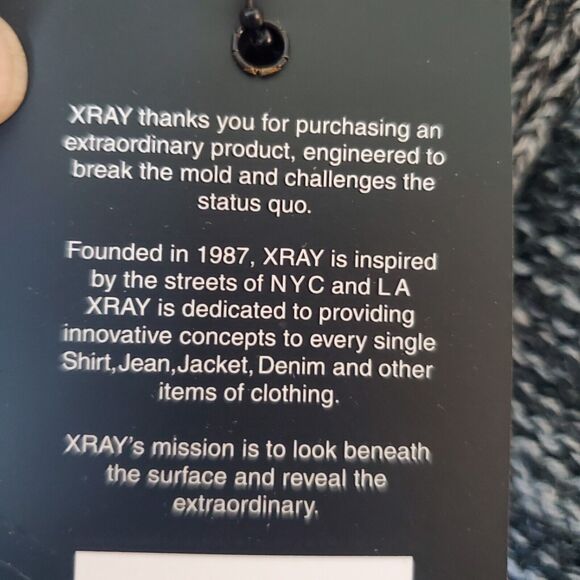 XRAY thanks you for purchasing an
extraordinary product, engineered to
break the mold and challenges the
status quo.
Founded in 1987, XRAY is inspired
by the streets of NYC and LA
XRAY is dedicated to providing
innovative concepts to every single
Shirt,Jean,Jacket, Denim and other
items of clothing.
XRAY's mission is to look beneath
the surface and reveal the
extraordinary.